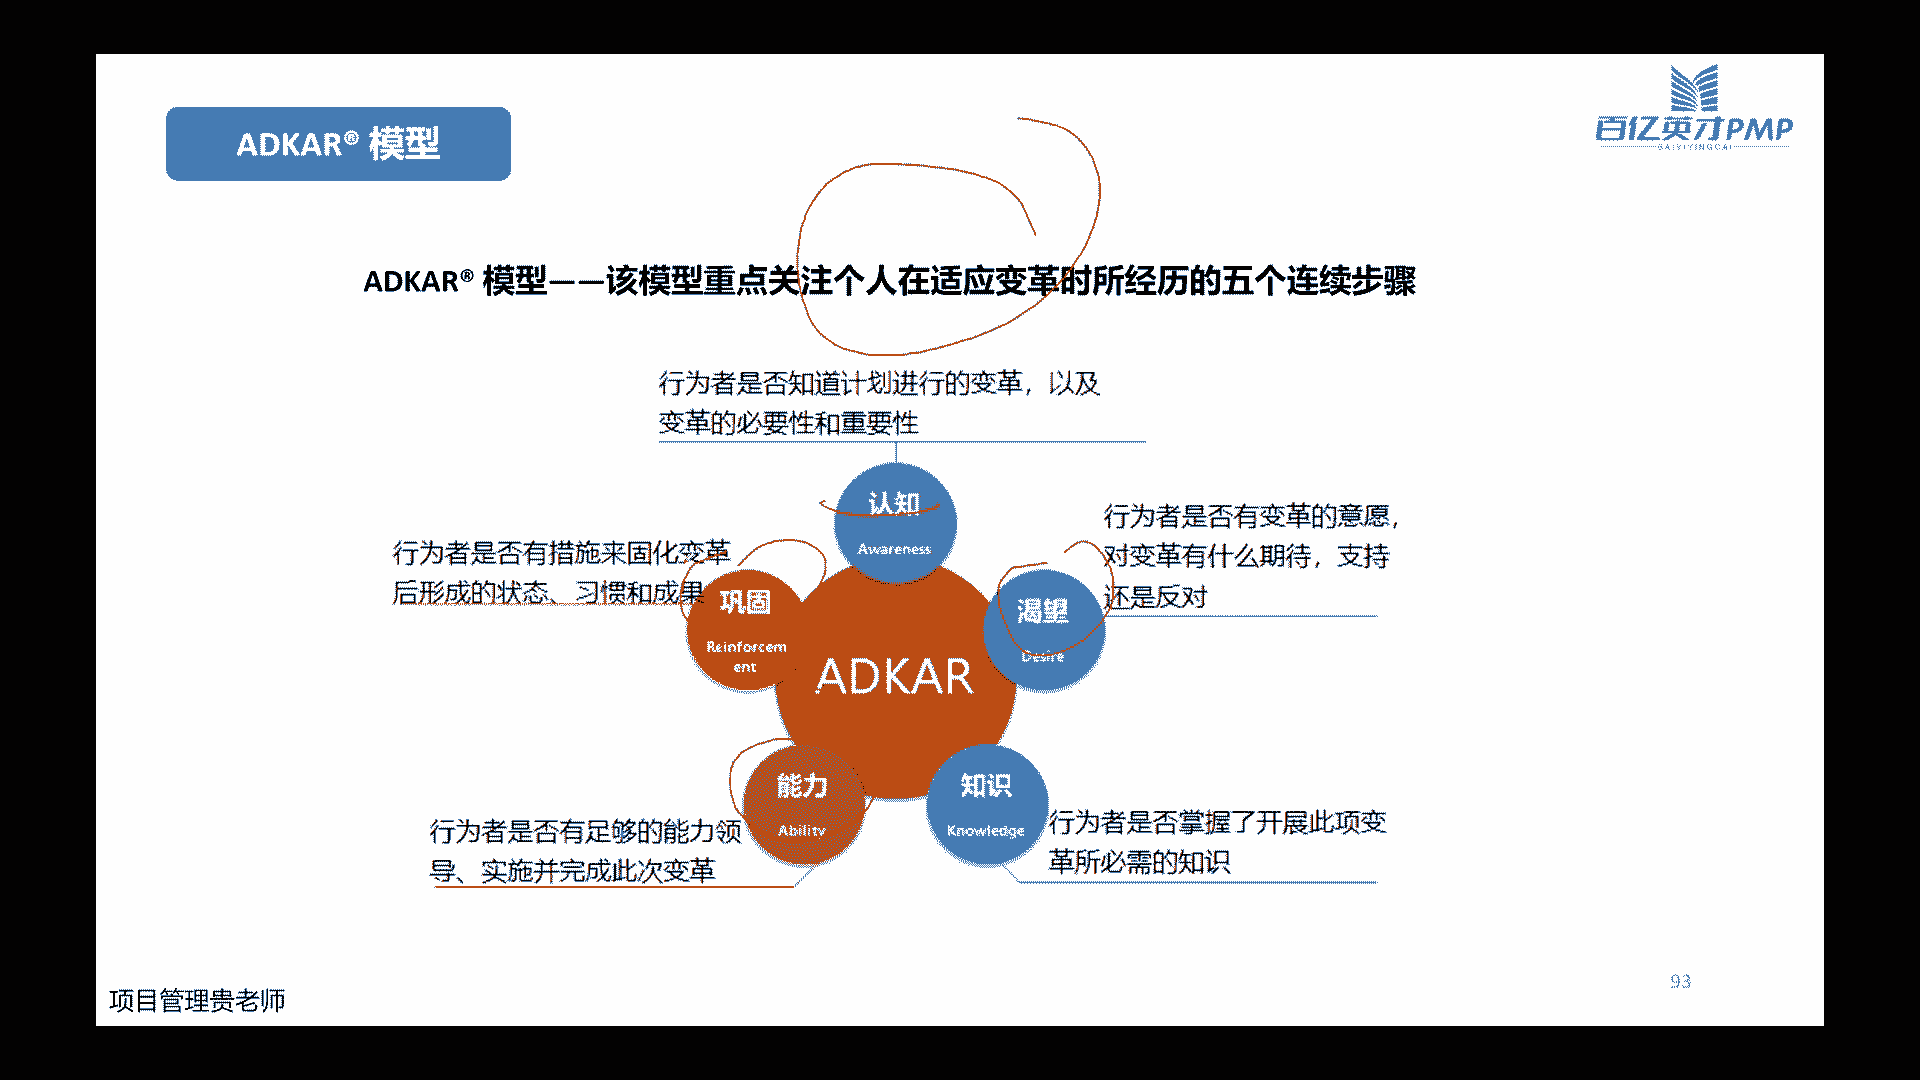 ADKAR® 模型
百亿英才PMP
BAIYIYINGCAI
ADKAR® 模型——该模型重点关注个人在适应变革时所经历的五个连续步骤
行为者是否知道计划进行的变革，以及
变革的必要性和重要性
认知
Awareness
行为者是否有变革的意愿，
对变革有什么期待，支持
还是反对
渴望
Desire
行为者是否有措施来固化变革
后形成的状态、习惯和成果
巩固
Reinforcem
ent
ADKAR
能力
Ability
行为者是否有足够的能力领
导、实施并完成此次变革
知识
Knowledge
行为者是否掌握了开展此项变
革所必需的知识
93
项目管理贵老师